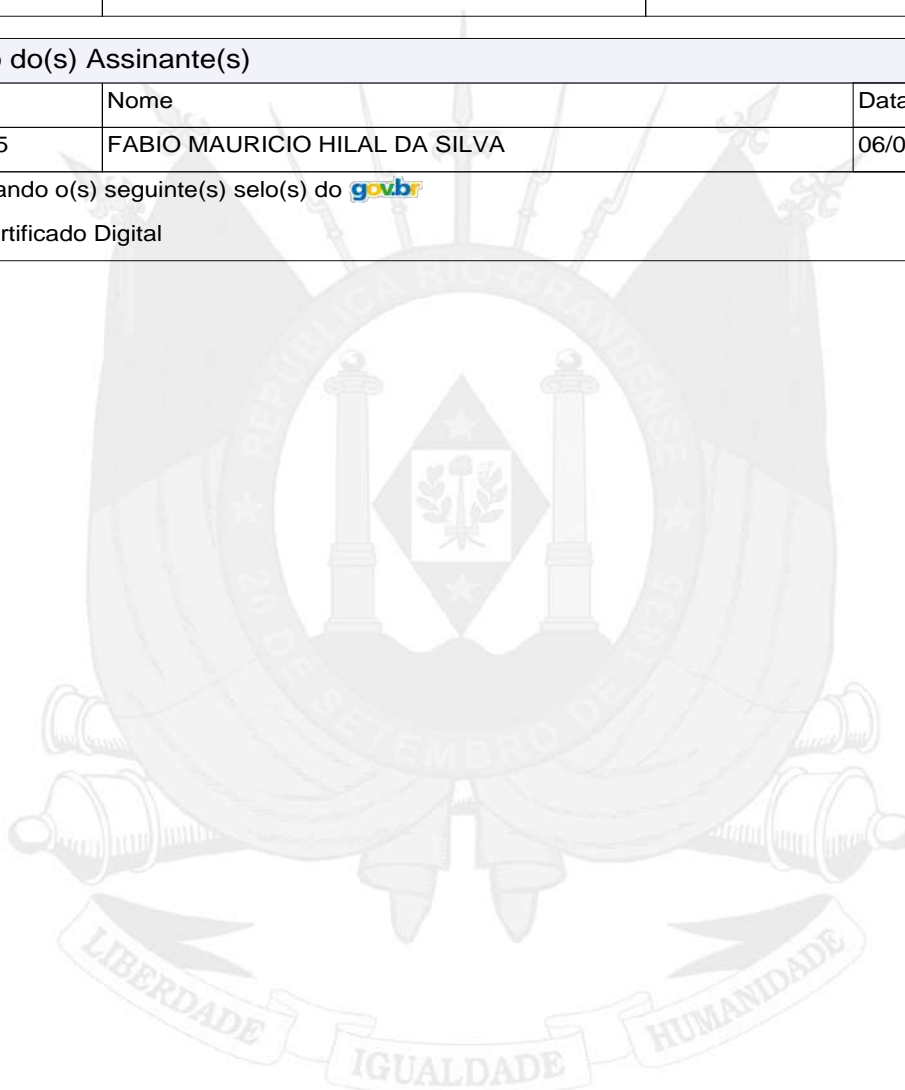 do(s) Assinante(s)
Nome
Data
5
FABIO MAURICIO HILAL DA SILVA
06/0
ando o(s) seguinte(s) selo(s) do gov.br
rtificado Digital
REPÚBLICA RIO-GRANDENSE
20 DE SETEMBRO DE 1835
LIBERDADE
IGUALDADE
HUMANIDADE